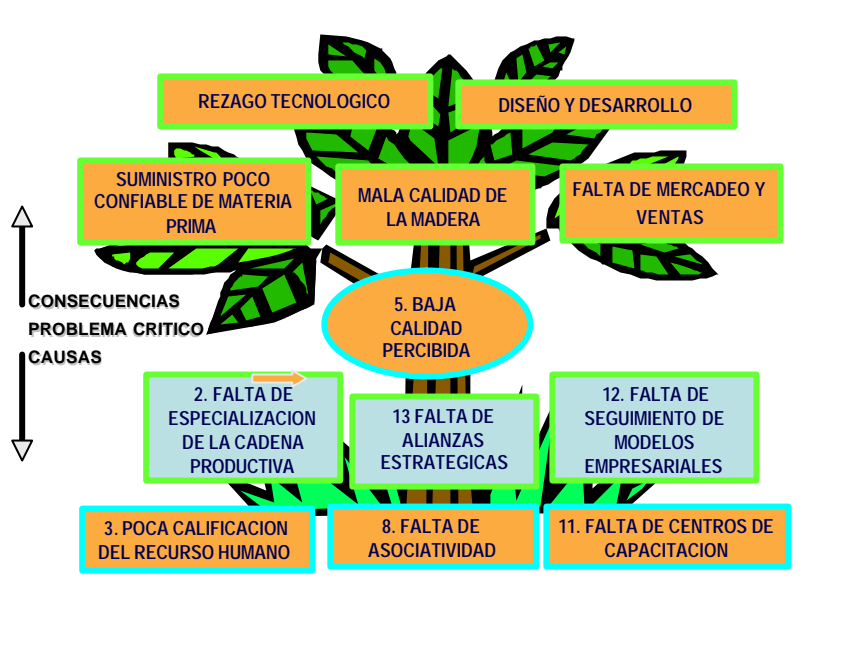 REZAGO TECNOLOGICO
DISEÑO Y DESARROLLO
SUMINISTRO POCO
CONFIABLE DE MATERIA
PRIMA
MALA CALIDAD DE
LA MADERA
FALTA DE MERCADEO Y
VENTAS
CONSECUENCIAS
PROBLEMA CRITICO
CAUSAS
5. BAJA
CALIDAD
PERCIBIDA
2. FALTA DE
ESPECIALIZACION
DE LA CADENA
PRODUCTIVA
13 FALTA DE
ALIANZAS
ESTRATEGICAS
12. FALTA DE
SEGUIMIENTO DE
MODELOS
EMPRESARIALES
3. POCA CALIFICACION
DEL RECURSO HUMANO
8. FALTA DE
ASOCIATIVIDAD
11. FALTA DE CENTROS DE
CAPACITACION